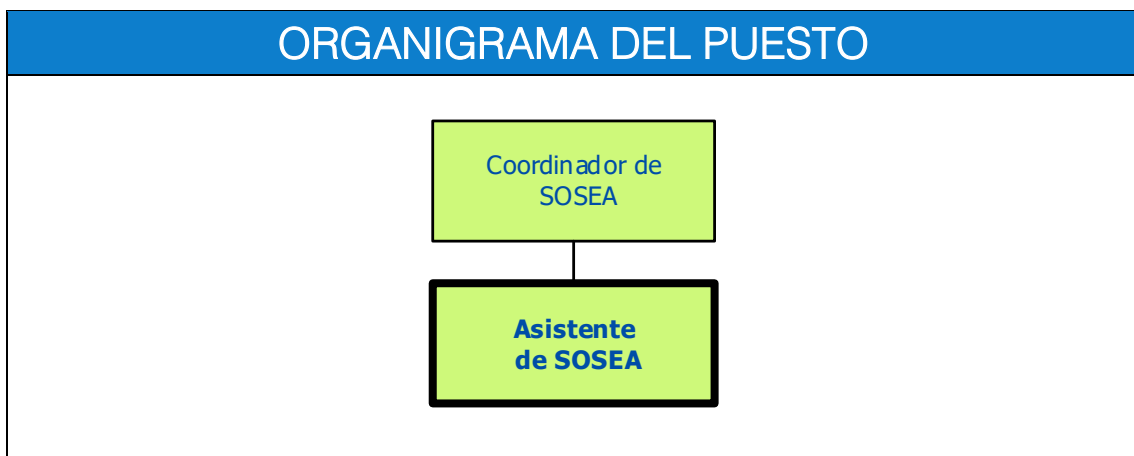 ORGANIGRAMA DEL PUESTO
Coordinador de
SOSEA
Asistente
de SOSEA